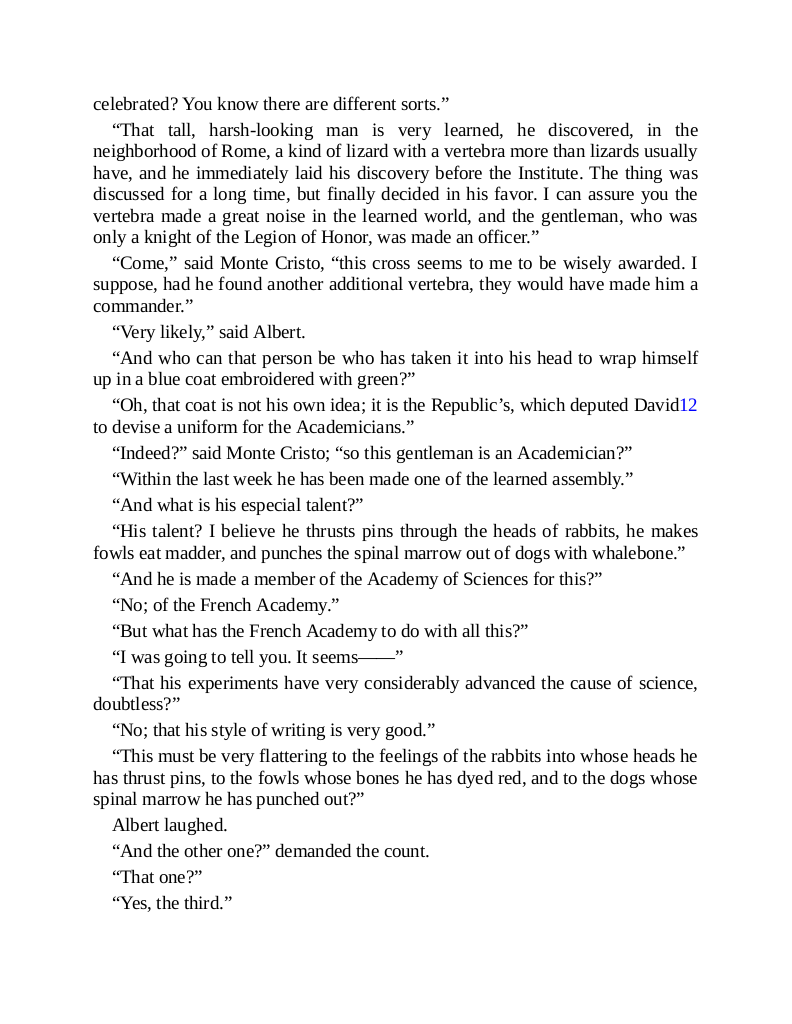 celebrated? You know there are different sorts.”
“That tall, harsh-looking man is very learned, he discovered, in the
neighborhood of Rome, a kind of lizard with a vertebra more than lizards usually
have, and he immediately laid his discovery before the Institute. The thing was
discussed for a long time, but finally decided in his favor. I can assure you the
vertebra made a great noise in the learned world, and the gentleman, who was
only a knight of the Legion of Honor, was made an officer.”
“Come,” said Monte Cristo, “this cross seems to me to be wisely awarded. I
suppose, had he found another additional vertebra, they would have made him a
commander.”
“Very likely,” said Albert.
“And who can that person be who has taken it into his head to wrap himself
up in a blue coat embroidered with green?”
“Oh, that coat is not his own idea; it is the Republic’s, which deputed David12
to devise a uniform for the Academicians.”
“Indeed?” said Monte Cristo; “so this gentleman is an Academician?”
“Within the last week he has been made one of the learned assembly.”
“And what is his especial talent?”
“His talent? I believe he thrusts pins through the heads of rabbits, he makes
fowls eat madder, and punches the spinal marrow out of dogs with whalebone.”
“And he is made a member of the Academy of Sciences for this?”
“No; of the French Academy.”
“But what has the French Academy to do with all this?”
“I was going to tell you. It seems——”
“That his experiments have very considerably advanced the cause of science,
doubtless?”
“No; that his style of writing is very good.”
“This must be very flattering to the feelings of the rabbits into whose heads he
has thrust pins, to the fowls whose bones he has dyed red, and to the dogs whose
spinal marrow he has punched out?”
Albert laughed.
“And the other one?” demanded the count.
“That one?”
“Yes, the third.”